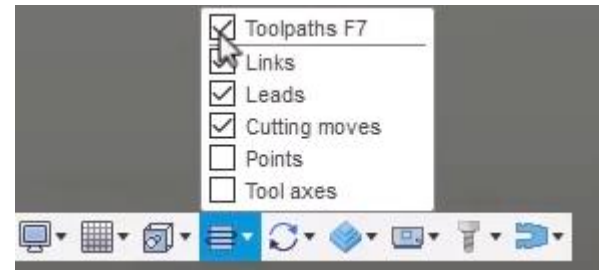 Toolpaths F7
Links
Leads
Cutting moves
Points
Tool axes